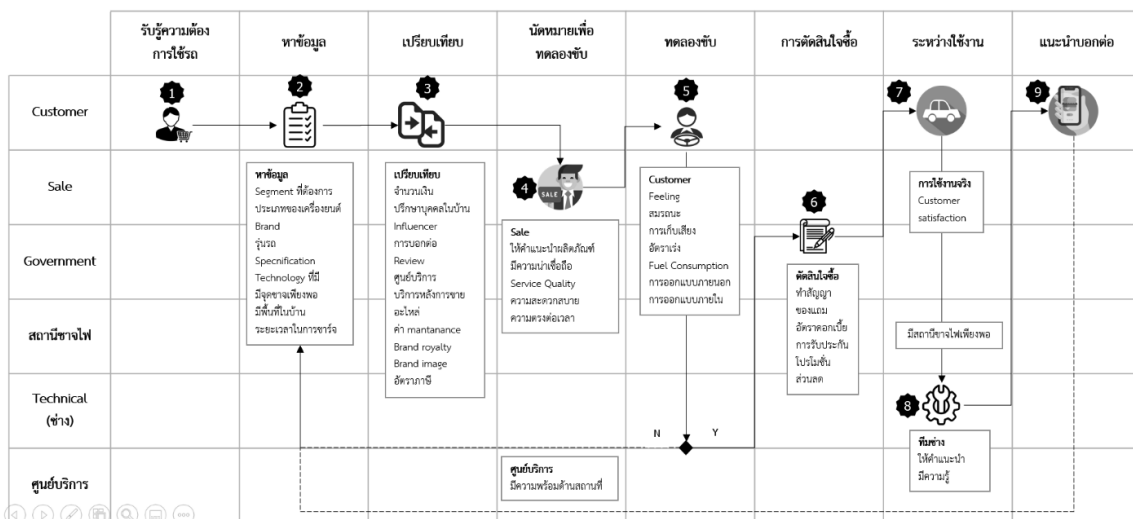 รับรู้ความต้อง
การใช้รถ
หาข้อมูล
เปรียบเทียบ
นัดหมายเพื่อ
ทดลองขับ
ทดลองขับ
การตัดสินใจซื้อ
ระหว่างใช้งาน
แนะนำบอกต่อ
Customer
1
2
3
5
7
9
Sale
4
SALE
6
หาข้อมูล
Segment ที่ต้องการ
ประเภทของเครื่องยนต์
Brand
รุ่นรถ
Specnification
Technology ที่มี
มีจุดชาจเพียงพอ
มีพื้นที่ในบ้าน
ระยะเวลาในการชาร์จ
เปรียบเทียบ
จำนวนเงิน
ปรึกษาบุคคลในบ้าน
Influencer
การบอกต่อ
Review
ศูนย์บริการ
บริการหลังการขาย
อะไหล่
ค่า mantanance
Brand royalty
Brand image
อัตราภาษี
Sale
ให้คำแนะนำผลิตภัณฑ์
มีความน่าเชื่อถือ
Service Quality
ความสะดวกสบาย
ความตรงต่อเวลา
Customer
Feeling
สมรถนะ
การเก็บเสียง
อัตราเร่ง
Fuel Consumption
การออกแบบภายนอก
การออกแบบภายใน
การใช้งานจริง
Customer
satisfaction
Government
ตัดสินใจซื้อ
ทำสัญญา
ของแถม
อัตราดอกเบี้ย
การรับประกัน
โปรโมชั่น
ส่วนลด
สถานีชาจไฟ
มีสถานีชาจไฟเพียงพอ
Technical
(ช่าง)
8
N
Y
ทีมช่าง
ให้คำแนะนำ
มีความรู้
ศูนย์บริการ
ศูนย์บริการ
มีความพร้อมด้านสถานที่